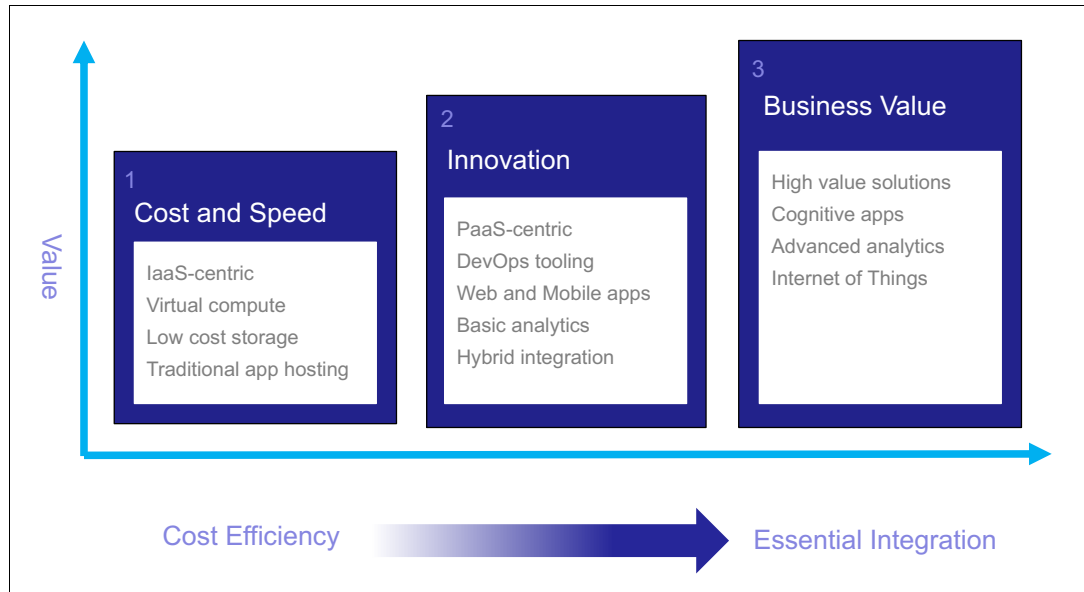 Value
1
Cost and Speed
IaaS-centric
Virtual compute
Low cost storage
Traditional app hosting
2
Innovation
PaaS-centric
DevOps tooling
Web and Mobile apps
Basic analytics
Hybrid integration
3
Business Value
High value solutions
Cognitive apps
Advanced analytics
Internet of Things
Cost Efficiency
Essential Integration